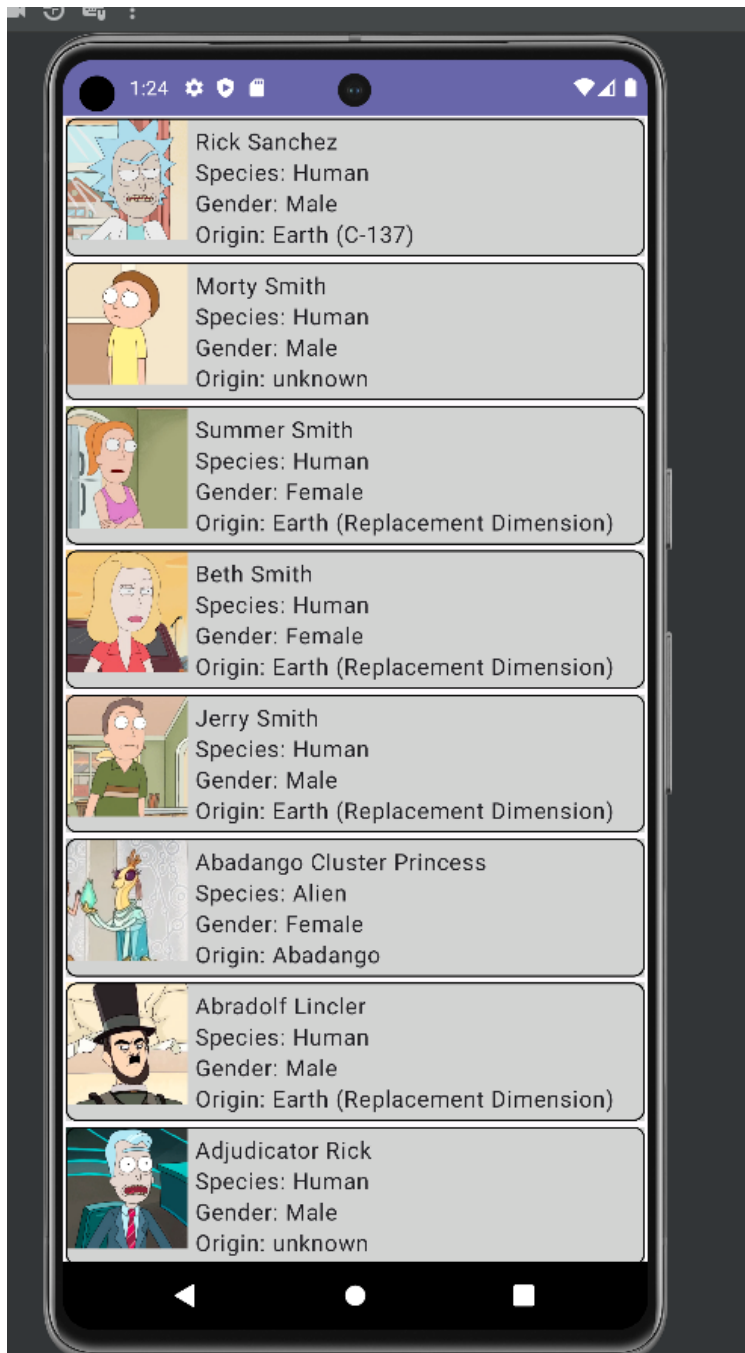 1:24
Rick Sanchez
Species: Human
Gender: Male
Origin: Earth (C-137)
Morty Smith
Species: Human
Gender: Male
Origin: unknown
Summer Smith
Species: Human
Gender: Female
Origin: Earth (Replacement Dimension)
Beth Smith
Species: Human
Gender: Female
Origin: Earth (Replacement Dimension)
Jerry Smith
Species: Human
Gender: Male
Origin: Earth (Replacement Dimension)
Abadango Cluster Princess
Species: Alien
Gender: Female
Origin: Abadango
Abradolf Lincler
Species: Human
Gender: Male
Origin: Earth (Replacement Dimension)
Adjudicator Rick
Species: Human
Gender: Male
Origin: unknown